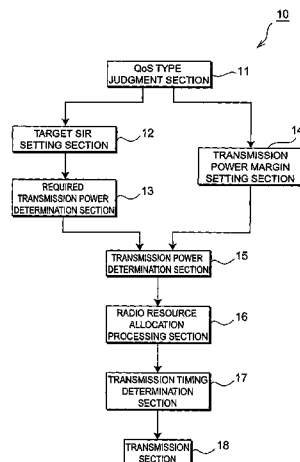 10
QoS TYPE
JUDGMENT SECTION
11
TARGET SIR
SETTING SECTION
12
14
TRANSMISSION
POWER MARGIN
SETTING SECTION
REQUIRED
TRANSMISSION POWER
DETERMINATION SECTION
13
TRANSMISSION POWER
DETERMINATION SECTION
15
RADIO RESOURCE
ALLOCATION
PROCESSING SECTION
16
TRANSMISSION TIMING
DETERMINATION
SECTION
17
TRANSMISSION
SECTION
18